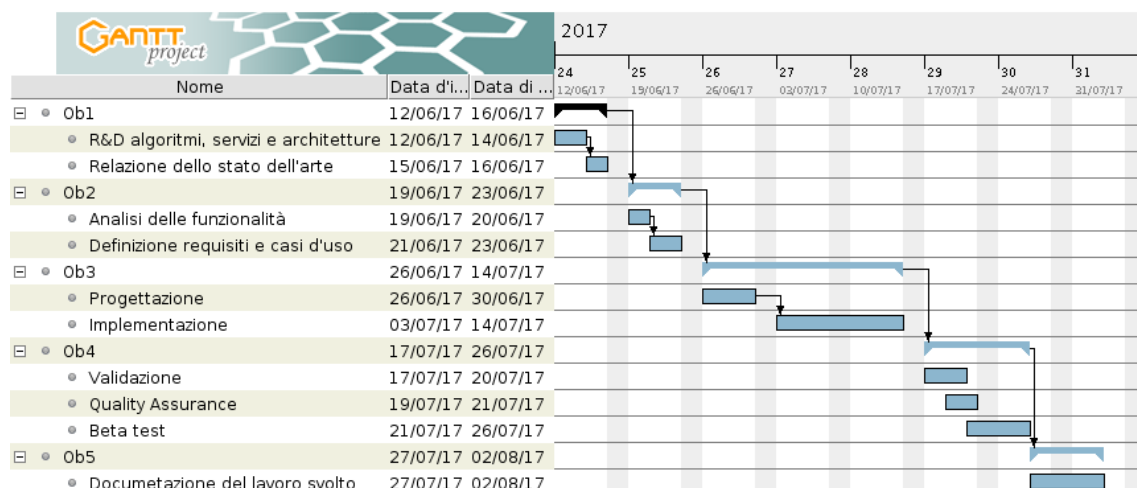 GANTT
project
2017
24 25 26 27 28 29 30 31
12/06/17 19/06/17 26/06/17 03/07/17 10/07/17 17/07/17 24/07/17 31/07/17
Nome Data d'i... Data di ...
Ob1 12/06/17 16/06/17
R&D algoritmi, servizi e architetture 12/06/17 14/06/17
Relazione dello stato dell'arte 15/06/17 16/06/17
Ob2 19/06/17 23/06/17
Analisi delle funzionalità 19/06/17 20/06/17
Definizione requisiti e casi d'uso 21/06/17 23/06/17
Ob3 26/06/17 14/07/17
Progettazione 26/06/17 30/06/17
Implementazione 03/07/17 14/07/17
Ob4 17/07/17 26/07/17
Validazione 17/07/17 20/07/17
Quality Assurance 19/07/17 21/07/17
Beta test 21/07/17 26/07/17
Ob5 27/07/17 02/08/17
Documetazione del lavoro svolto 27/07/17 02/08/17